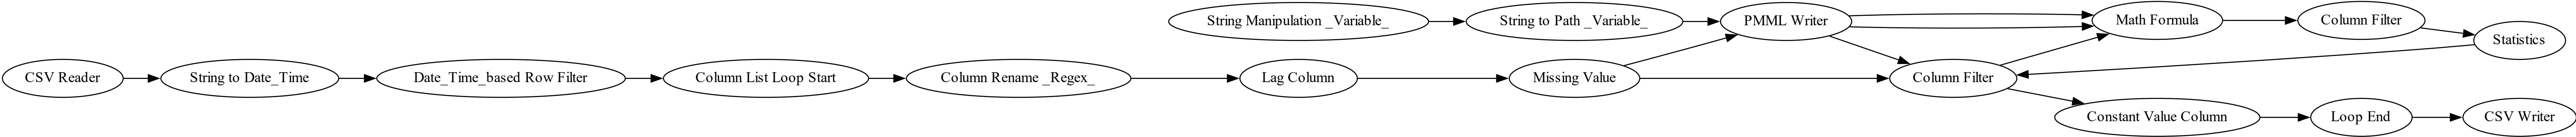 String Manipulation _Variable_
String to Path _Variable_
PMML Writer
Math Formula
Column Filter
Statistics
CSV Reader
String to Date_Time
Date_Time_based Row Filter
Column List Loop Start
Column Rename _Regex_
Lag Column
Missing Value
Column Filter
Constant Value Column
Loop End
CSV Writer